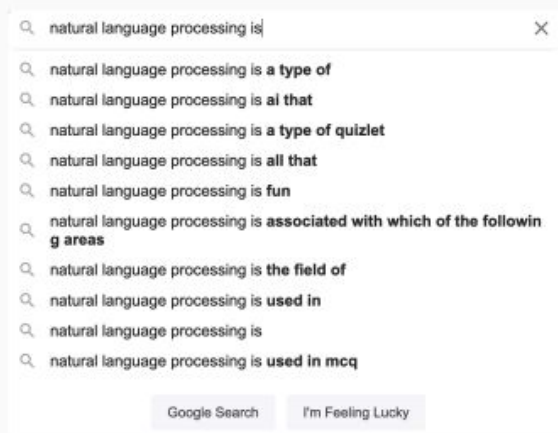 natural language processing is
natural language processing is a type of
natural language processing is ai that
natural language processing is a type of quizlet
natural language processing is all that
natural language processing is fun
natural language processing is associated with which of the followin
g areas
natural language processing is the field of
natural language processing is used in
natural language processing is
natural language processing is used in mcq
Google Search I'm Feeling Lucky